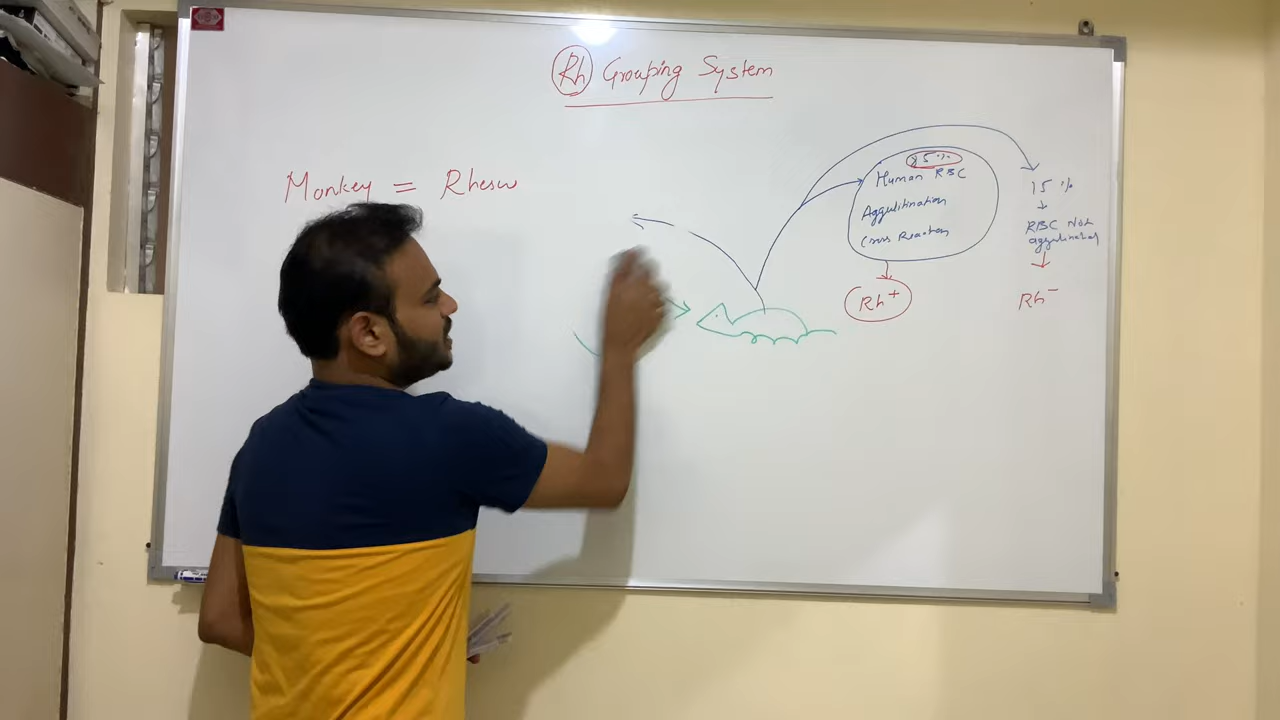 Rh Grouping System
Monkey = Rhesus
85 %
Human RBC
Agglutination
Cross Reaction
Rh+
15 %
RBC Not
agglutinated
Rh-